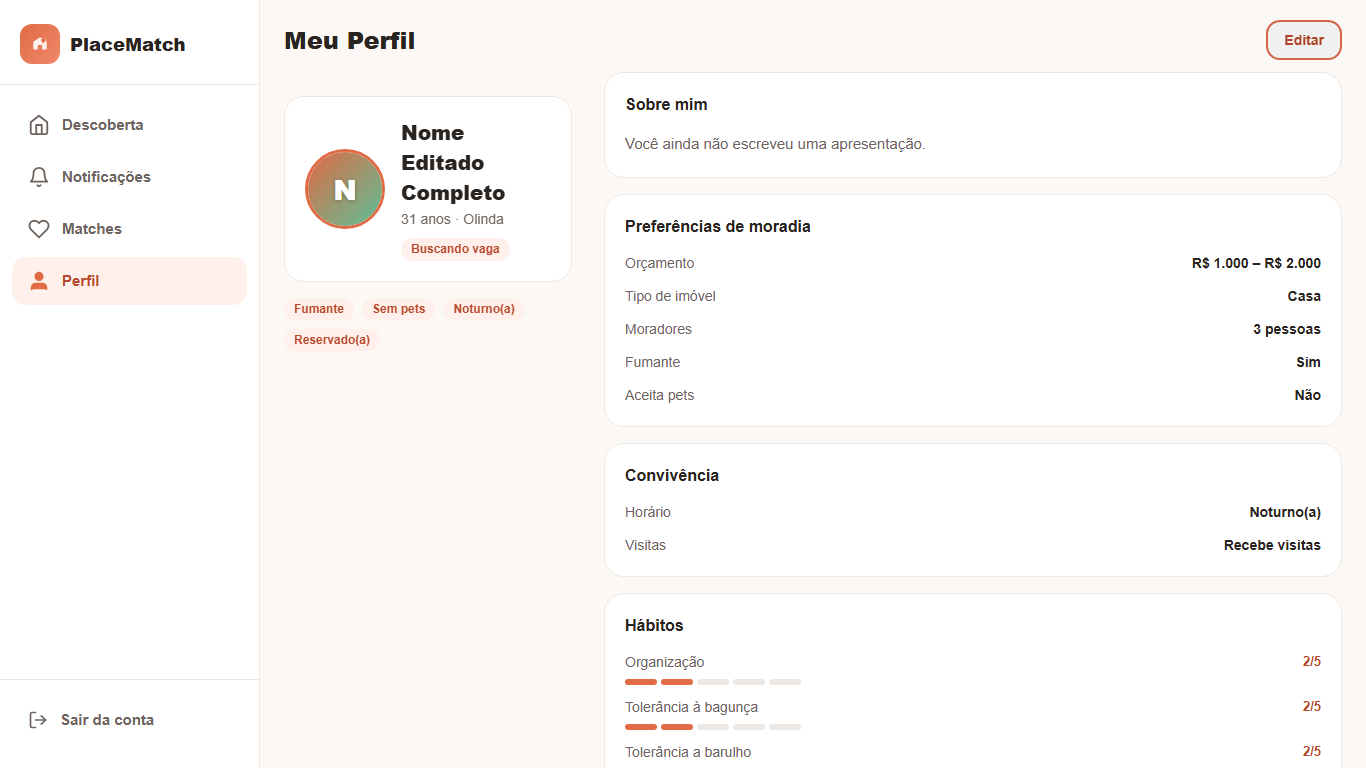 PlaceMatch
Descoberta
Notificações
Matches
Perfil
Sair da conta
Meu Perfil
Editar
N
Nome
Editado
Completo
31 anos · Olinda
Buscando vaga
Fumante Sem pets Noturno(a)
Reservado(a)
Sobre mim
Você ainda não escreveu uma apresentação.
Preferências de moradia
Orçamento R$ 1.000 – R$ 2.000
Tipo de imóvel Casa
Moradores 3 pessoas
Fumante Sim
Aceita pets Não
Convivência
Horário Noturno(a)
Visitas Recebe visitas
Hábitos
Organização 2/5
Tolerância à bagunça 2/5
Tolerância a barulho 2/5